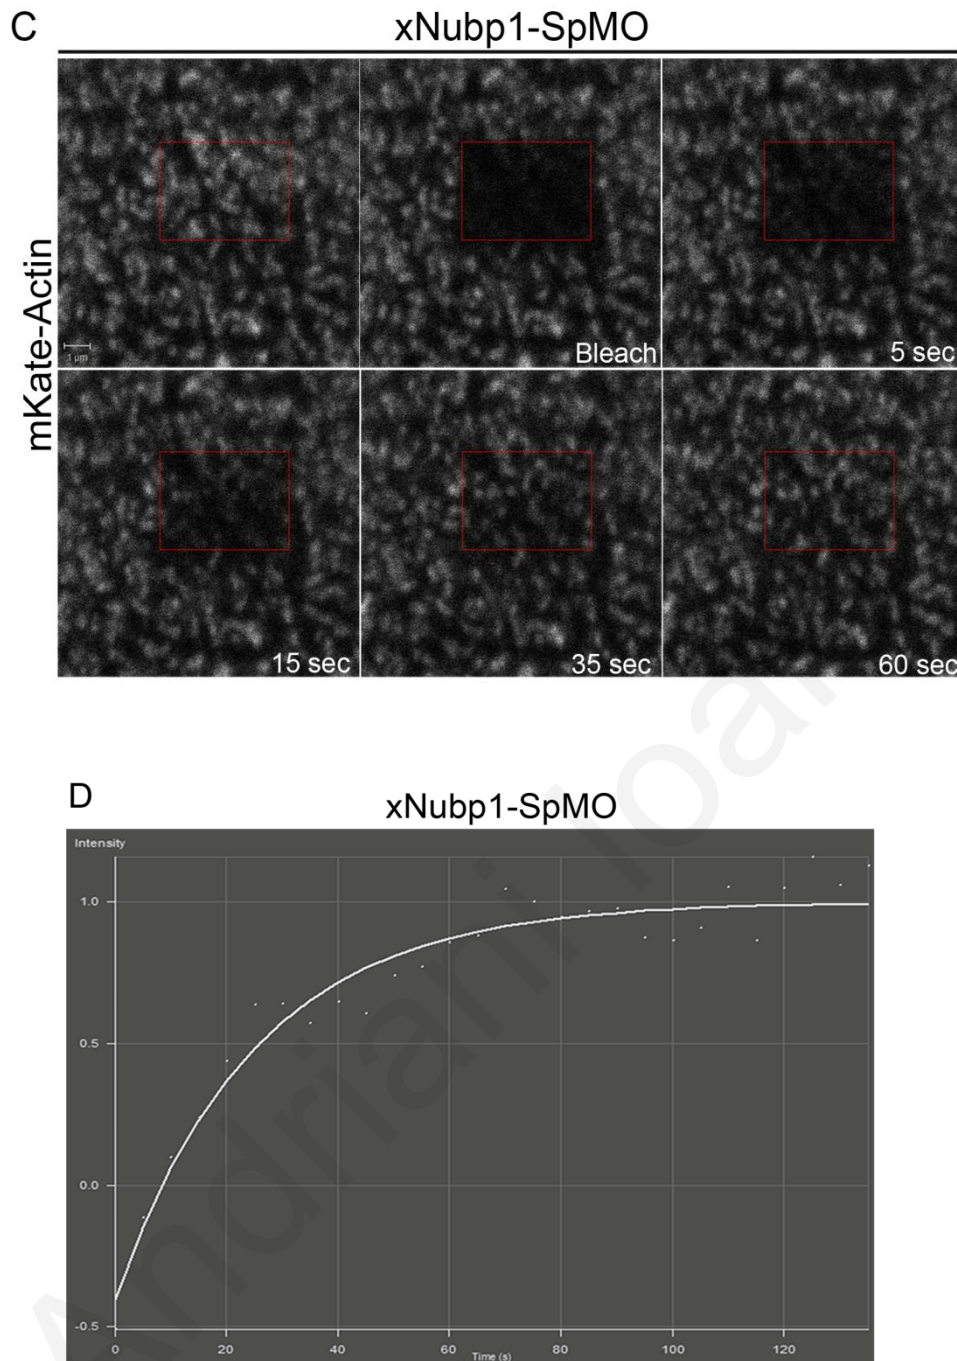 C
xNubp1-SpMO
mKate-Actin
1 µm
Bleach
5 sec
15 sec
35 sec
60 sec
D
xNubp1-SpMO
Intensity
1.0
0.5
0.0
-0.5
0
20
40
60
80
100
120
Time (s)
Andriani